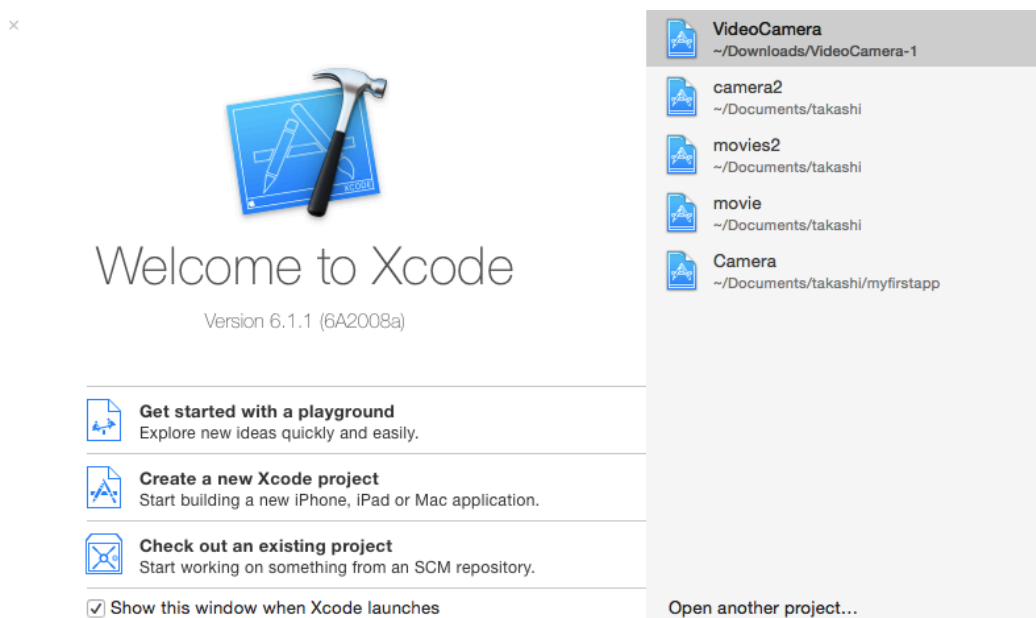 Welcome to Xcode
Version 6.1.1 (6A2008a)
Get started with a playground
Explore new ideas quickly and easily.
Create a new Xcode project
Start building a new iPhone, iPad or Mac application.
Check out an existing project
Start working on something from an SCM repository.
Show this window when Xcode launches
VideoCamera
~/Downloads/VideoCamera-1
camera2
~/Documents/takashi
movies2
~/Documents/takashi
movie
~/Documents/takashi
Camera
~/Documents/takashi/myfirstapp
Open another project...
XCODE